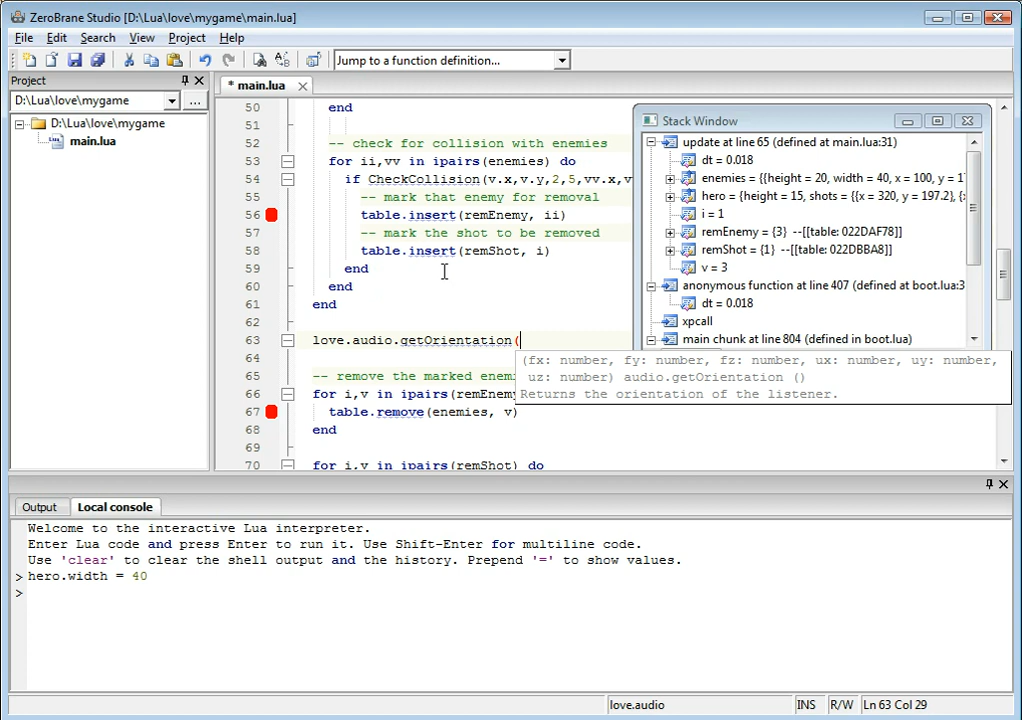 ZeroBrane Studio [D:\Lua\love\mygame\main.lua]
File Edit Search View Project Help
Jump to a function definition...
Project
D:\Lua\love\mygame
...
D:\Lua\love\mygame
main.lua
* main.lua
50 end
51
52 -- check for collision with enemies
53 for ii,vv in ipairs(enemies) do
54 if CheckCollision(v.x,v.y,2,5,vv.x,v
55 -- mark that enemy for removal
56 table.insert(remEnemy, ii)
57 -- mark the shot to be removed
58 table.insert(remShot, i)
59 end
60 end
61 end
62
63 love.audio.getOrientation(
64
65 -- remove the marked enemi
66 for i,v in ipairs(remEnemy
67 table.remove(enemies, v)
68 end
69
70 for i,v in ipairs(remShot) do
(fx: number, fy: number, fz: number, ux: number, uy: number,
uz: number) audio.getOrientation ()
Returns the orientation of the listener.
Stack Window
update at line 65 (defined at main.lua:31)
dt = 0.018
enemies = {{height = 20, width = 40, x = 100, y = 1
hero = {height = 15, shots = {{x = 320, y = 197.2}, {
i = 1
remEnemy = {3} --[[table: 022DAF78]]
remShot = {1} --[[table: 022DBBA8]]
v = 3
anonymous function at line 407 (defined at boot.lua:3
dt = 0.018
xpcall
main chunk at line 804 (defined in boot.lua)
Output
Local console
Welcome to the interactive Lua interpreter.
Enter Lua code and press Enter to run it. Use Shift-Enter for multiline code.
Use 'clear' to clear the shell output and the history. Prepend '=' to show values.
>hero.width = 40
>
love.audio
INS
R/W
Ln 63 Col 29